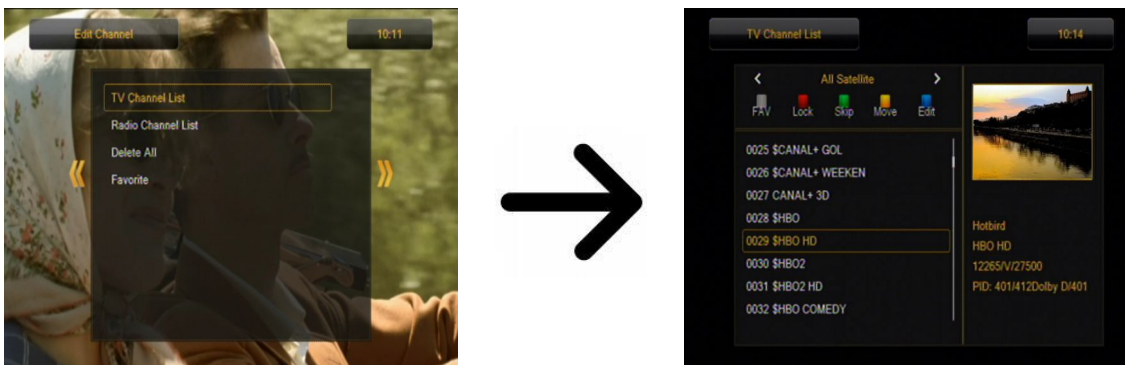 Edit Channel
10:11
TV Channel List
Radio Channel List
Delete All
Favorite
TV Channel List
10:14
All Satellite
FAV Lock Skip Move Edit
0025 $CANAL+ GOL
0026 $CANAL+ WEEKEN
0027 CANAL+ 3D
0028 $HBO
0029 $HBO HD
0030 $HBO2
0031 $HBO2 HD
0032 $HBO COMEDY
Hotbird
HBO HD
12265/V/27500
PID: 401/412Dolby D/401